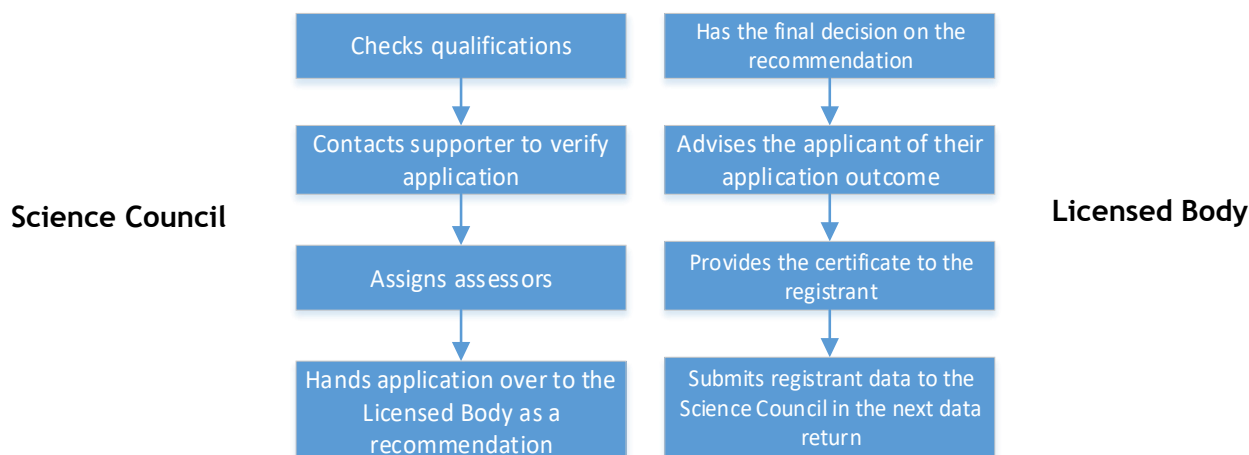 Science Council
Checks qualifications
Contacts supporter to verify
application
Assigns assessors
Hands application over to the
Licensed Body as a
recommendation
Has the final decision on the
recommendation
Advises the applicant of their
application outcome
Provides the certificate to the
registrant
Submits registrant data to the
Science Council in the next data
return
Licensed Body